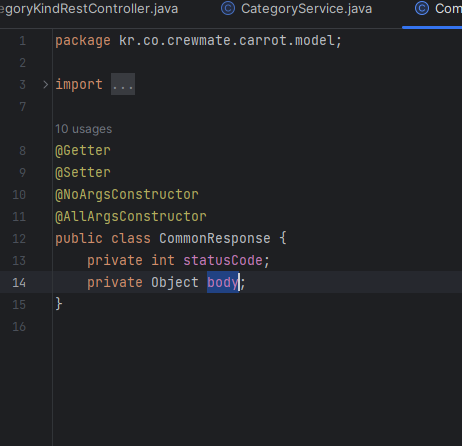 egoryKindRestController.java
CategoryService.java
Com
1 package kr.co.crewmate.carrot.model;
2
3 import ...
7
10 usages
8 @Getter
9 @Setter
10 @NoArgsConstructor
11 @AllArgsConstructor
12 public class CommonResponse {
13 private int statusCode;
14 private Object body;
15 }
16